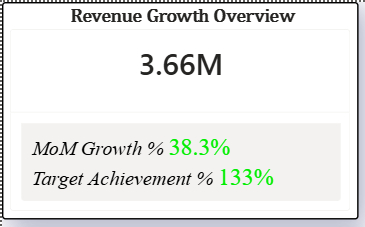 Revenue Growth Overview
3.66M
MoM Growth % 38.3%
Target Achievement % 133%